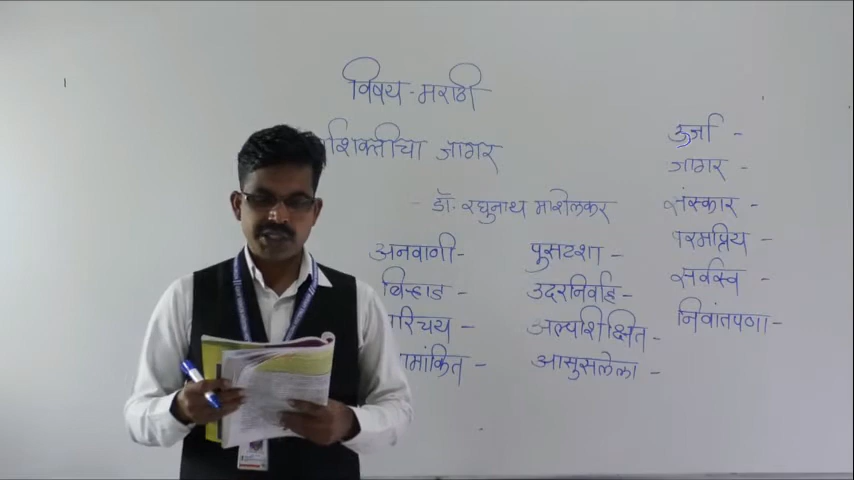 विषय - मराठी
शक्तीचा जागर
- डॉ. रघुनाथ माशेलकर
अनवाणी -
बिऱ्हाड -
रिचय -
मांकित -
पुसटशा -
उदरनिर्वाह -
अल्पशिक्षित -
आसुसलेला -
ऊर्जा -
जागर -
संस्कार -
परमप्रिय -
सर्वस्व -
निवांतपणा -